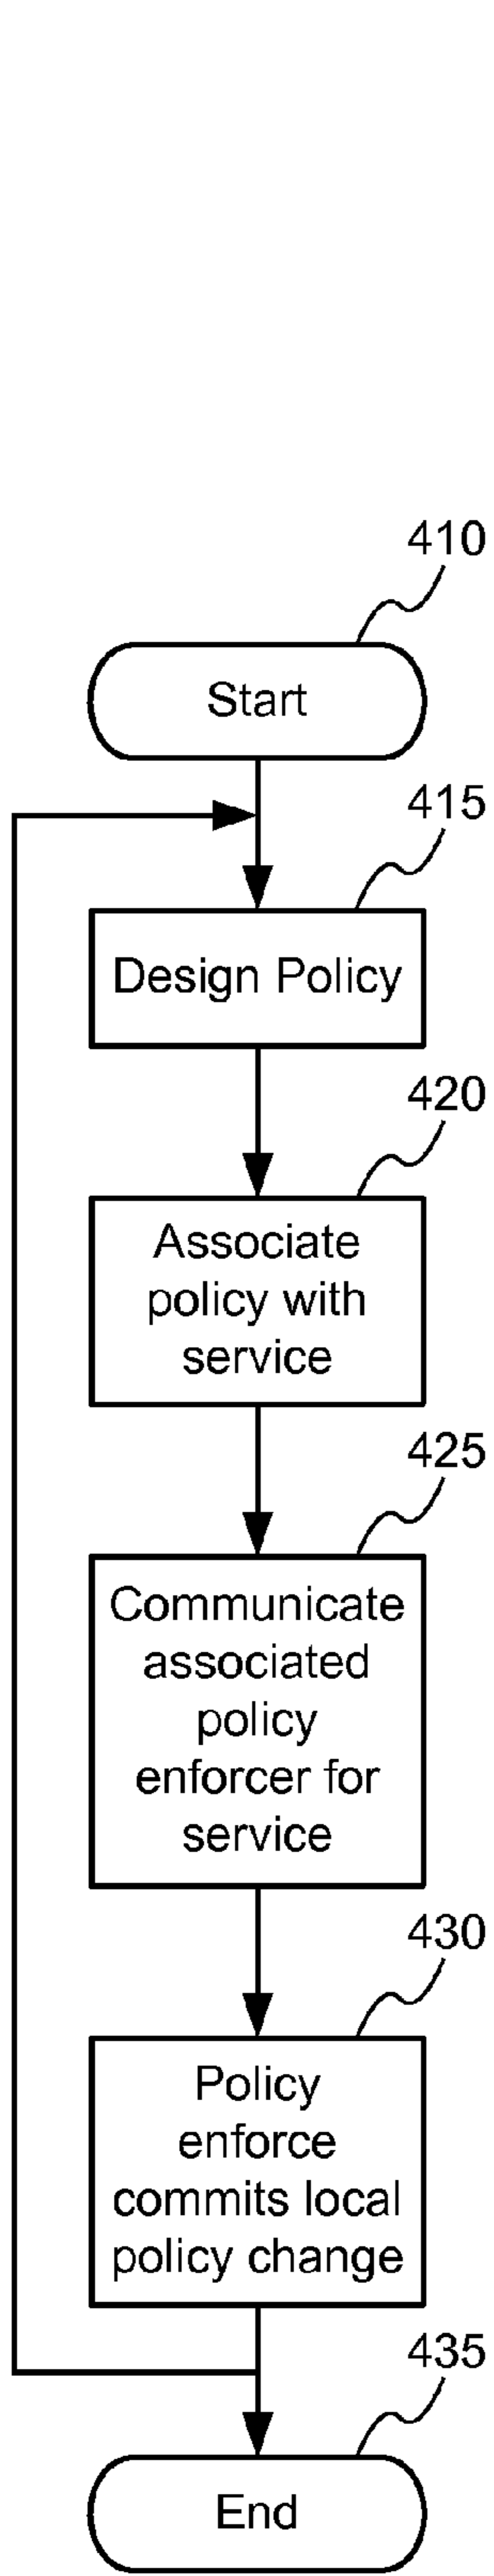 410
Start
415
Design Policy
420
Associate
policy with
service
425
Communicate
associated
policy
enforcer for
service
430
Policy
enforce
commits local
policy change
435
End